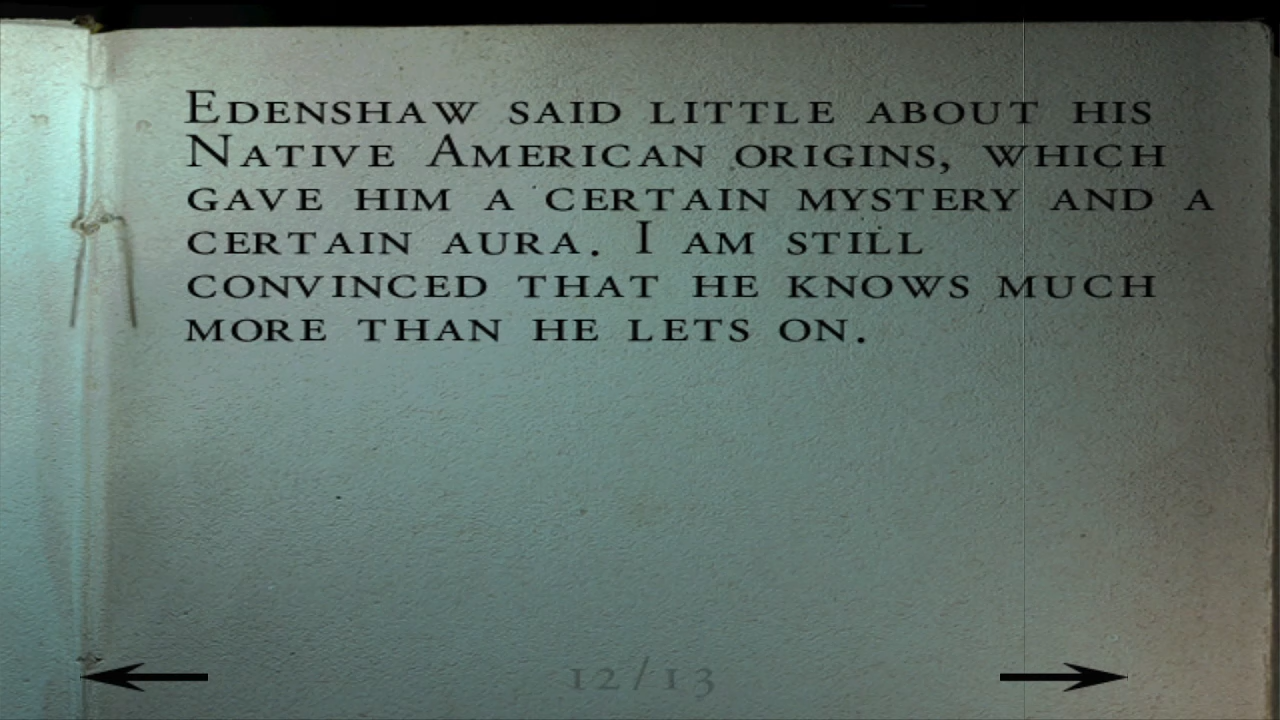 Edenshaw said little about his
Native American origins, which
gave him a certain mystery and a
certain aura. I am still
convinced that he knows much
more than he lets on.
12/13